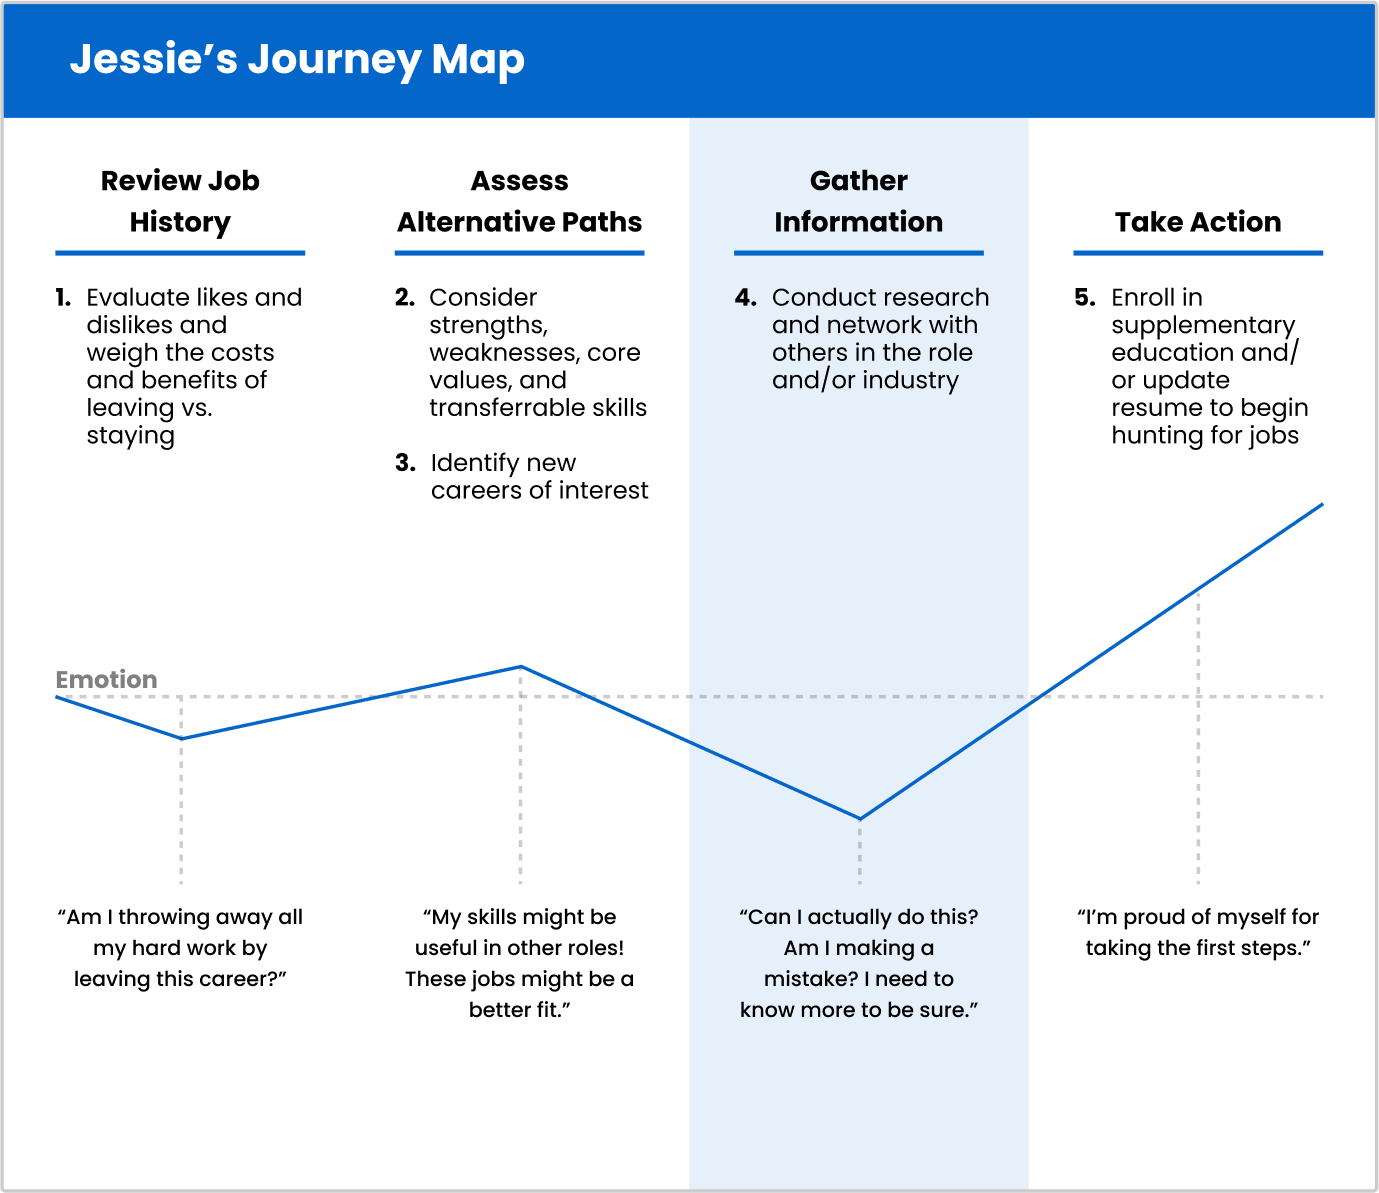 Jessie’s Journey Map
Review Job
History
1. Evaluate likes and
dislikes and
weigh the costs
and benefits of
leaving vs.
staying
Assess
Alternative Paths
2. Consider
strengths,
weaknesses, core
values, and
transferrable skills
3. Identify new
careers of interest
Gather
Information
4. Conduct research
and network with
others in the role
and/or industry
Take Action
5. Enroll in
supplementary
education and/
or update
resume to begin
hunting for jobs
Emotion
“Am I throwing away all
my hard work by
leaving this career?”
“My skills might be
useful in other roles!
These jobs might be a
better fit.”
“Can I actually do this?
Am I making a
mistake? I need to
know more to be sure.”
“I’m proud of myself for
taking the first steps.”